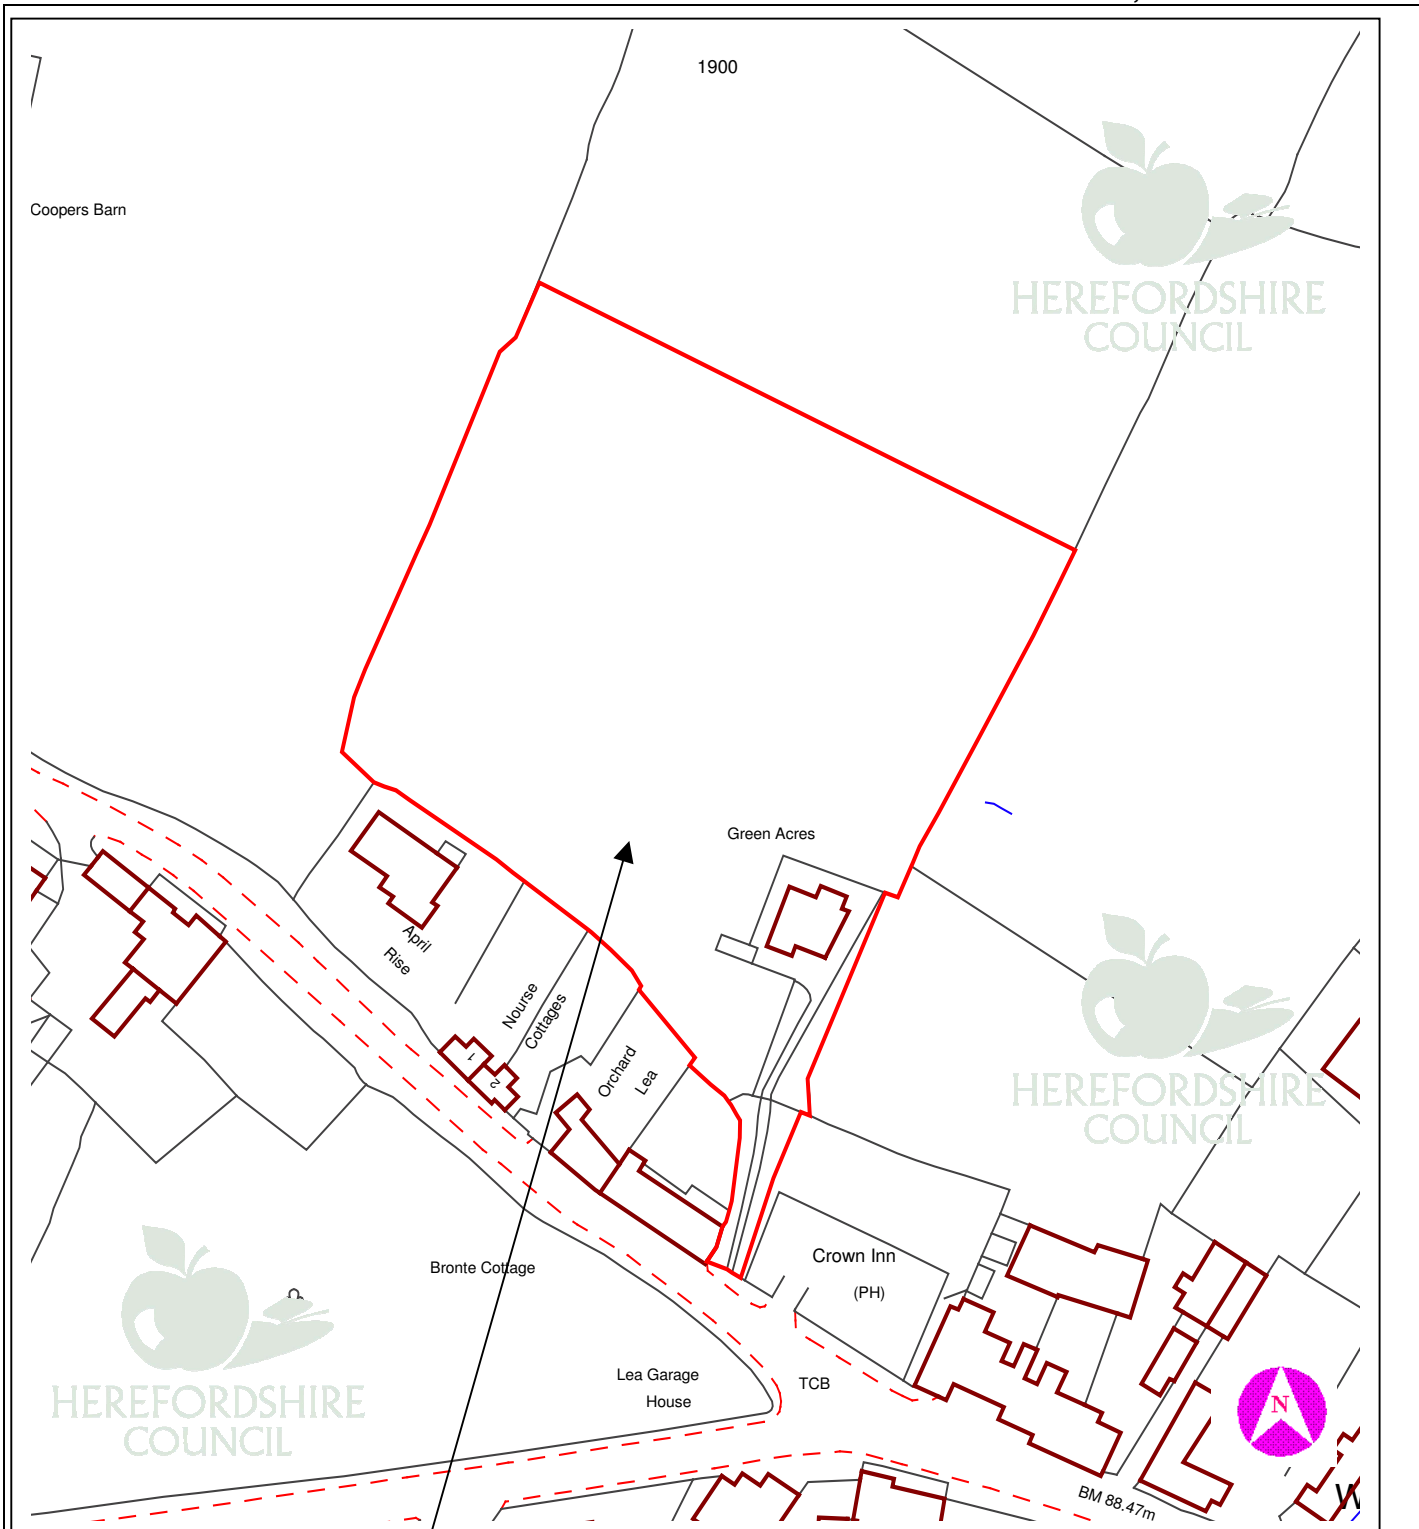 1900
HEREFORDSHIRE
COUNCIL
Coopers Barn
Green Acres
April
Rise
Nourse
Cottages
1
2
Orchard
Lea
HEREFORDSHIRE
COUNCIL
Bronte Cottage
Crown Inn
(PH)
HEREFORDSHIRE
COUNCIL
Lea Garage
House
TCB
N
BM 88.47m